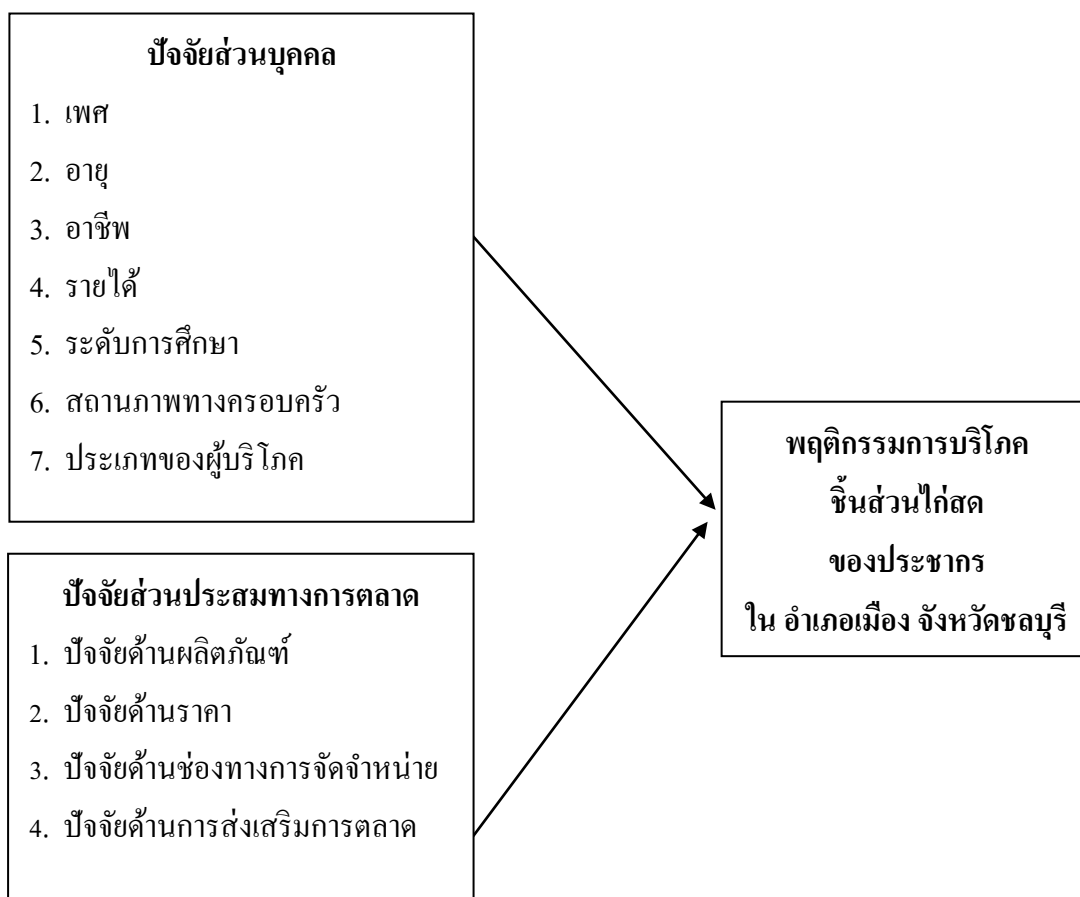 ปัจจัยส่วนบุคคล
1. เพศ
2. อายุ
3. อาชีพ
4. รายได้
5. ระดับการศึกษา
6. สถานภาพทางครอบครัว
7. ประเภทของผู้บริโภค
ปัจจัยส่วนประสมทางการตลาด
1. ปัจจัยด้านผลิตภัณฑ์
2. ปัจจัยด้านราคา
3. ปัจจัยด้านช่องทางการจัดจำหน่าย
4. ปัจจัยด้านการส่งเสริมการตลาด
พฤติกรรมการบริโภค
ชิ้นส่วนไก่สด
ของประชากร
ใน อำเภอเมือง จังหวัดชลบุรี